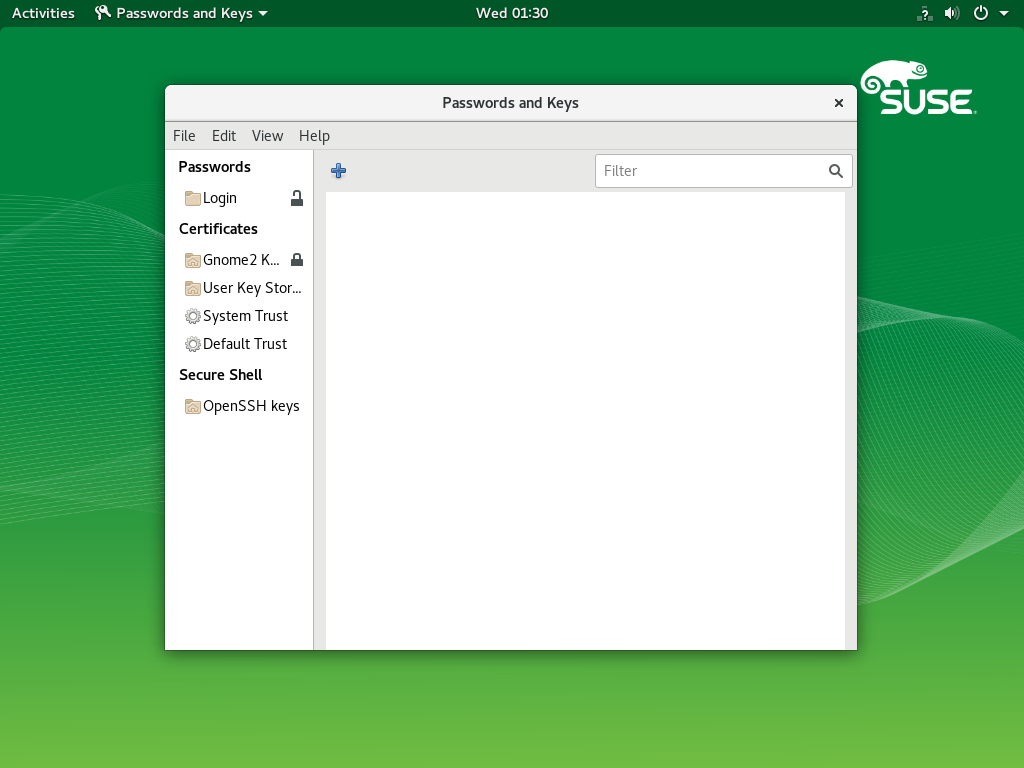 Activities Passwords and Keys Wed 01:30 ?
SUSE
Passwords and Keys
File Edit View Help
Passwords
Filter
Login
Certificates
Gnome2 K...
User Key Stor...
System Trust
Default Trust
Secure Shell
OpenSSH keys